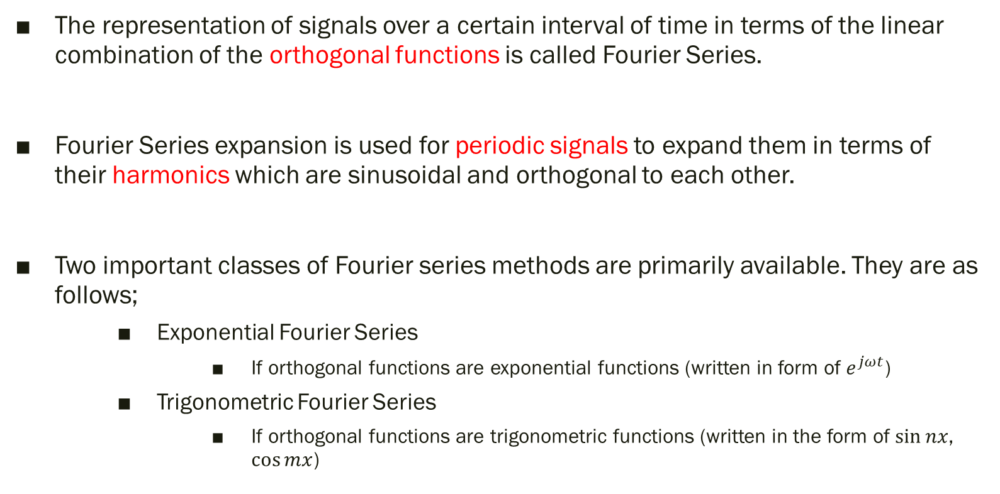 ■ The representation of signals over a certain interval of time in terms of the linear
combination of the orthogonal functions is called Fourier Series.
■ Fourier Series expansion is used for periodic signals to expand them in terms of
their harmonics which are sinusoidal and orthogonal to each other.
■ Two important classes of Fourier series methods are primarily available. They are as
follows;
■ Exponential Fourier Series
■ If orthogonal functions are exponential functions (written in form of $e^{j\omega t}$)
■ Trigonometric Fourier Series
■ If orthogonal functions are trigonometric functions (written in the form of sin 𝑛𝑥,
cos 𝑚𝑥)